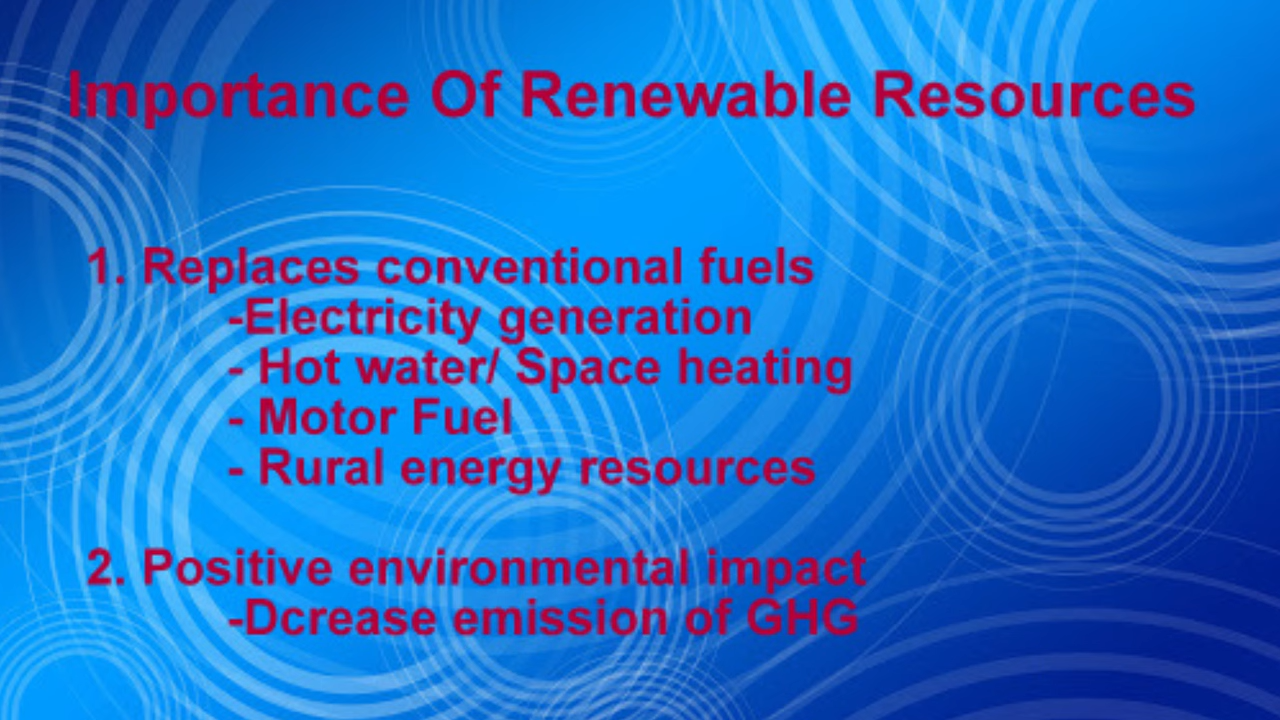 Importance Of Renewable Resources
1. Replaces conventional fuels
-Electricity generation
- Hot water/ Space heating
- Motor Fuel
- Rural energy resources
2. Positive environmental impact
-Dcrease emission of GHG